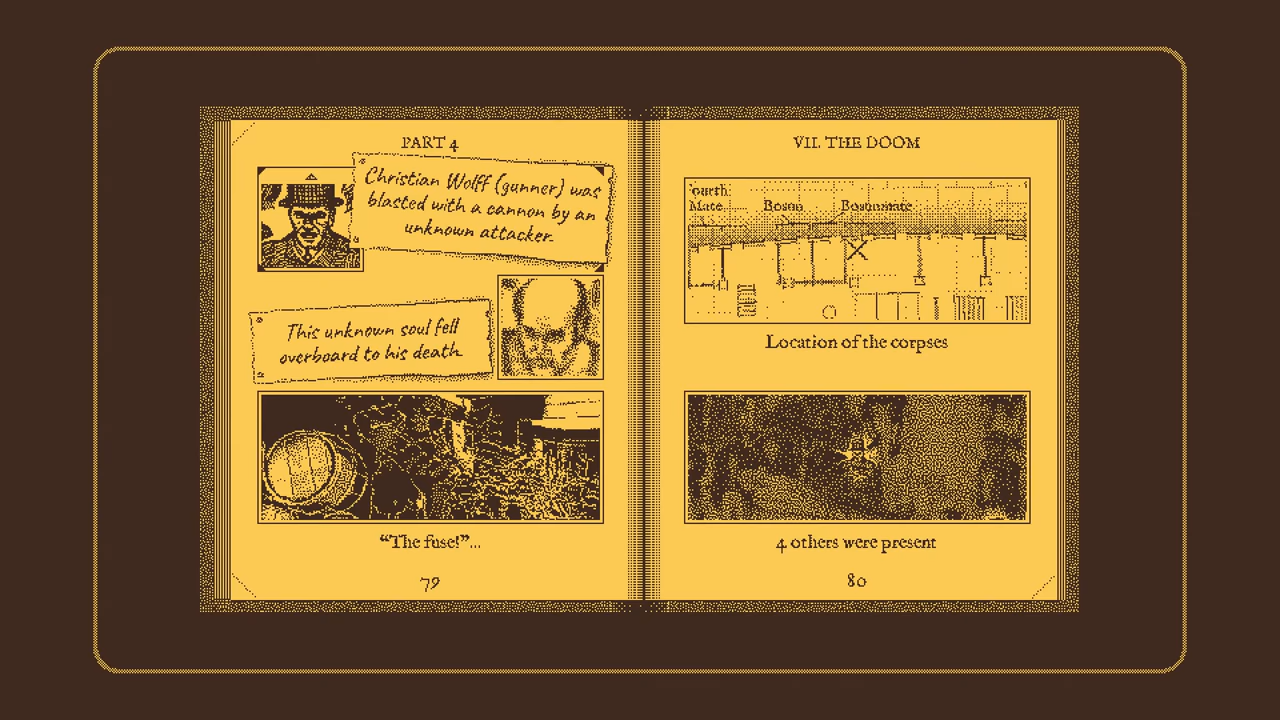 PART 4
Christian Wolff (gunner) was
blasted with a cannon by an
unknown attacker.
This unknown soul fell
overboard to his death.
“The fuse!”...
79
VII. THE DOOM
ourth
Mate
Bosun
Bosunmate
Location of the corpses
4 others were present
80